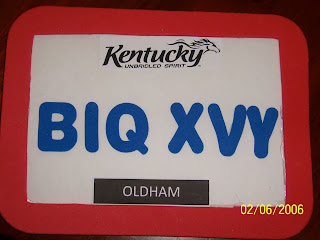 Kentucky
UNBRIDLED SPIRIT
BIQ XVY
OLDHAM
02/06/2006